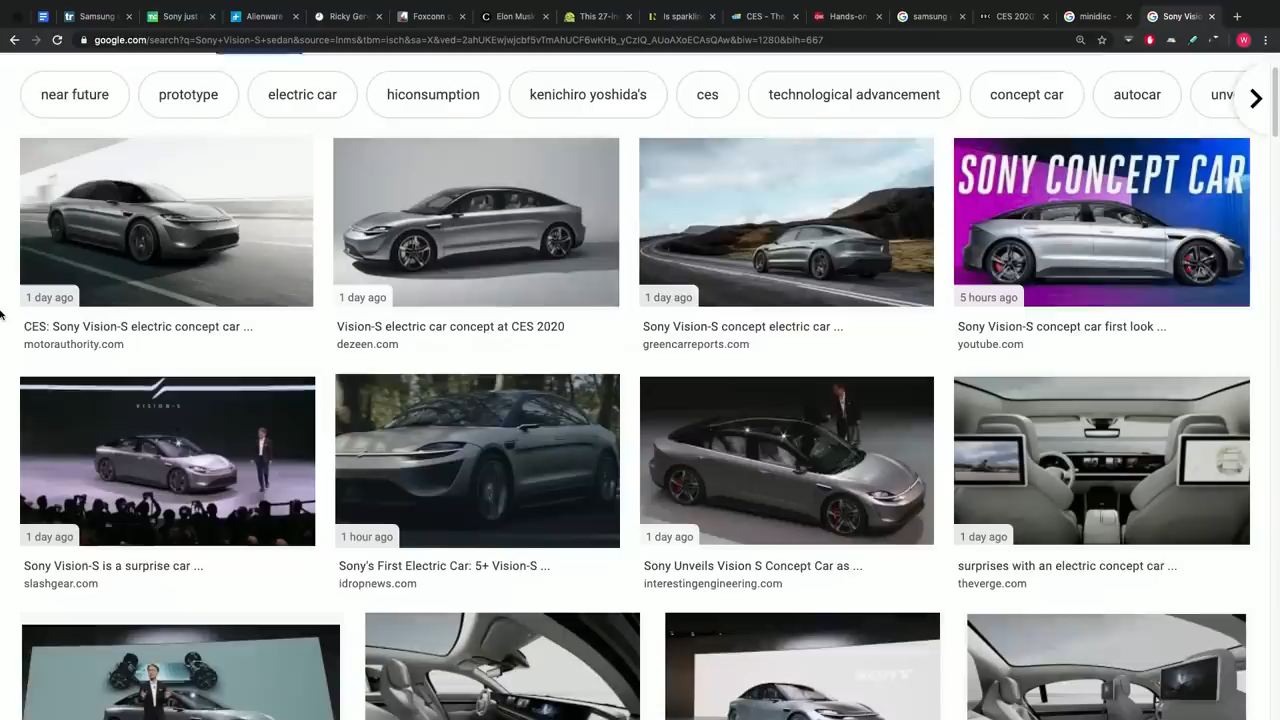 Samsung
Sony just
Alienware
Ricky Ger
Foxconn c
Elon Musk
This 27-in
Is sparklin
CES - The
Hands-on
samsung
CES 2020
minidisc -
Sony Visio
google.com/search?q=Sony+Vision-S+sedan&source=lnms&tbm=isch&sa=X&ved=2ahUKEwjwjcbf5vTmAhUCF6wKHb_yCzIQ_AUoAXoECAsQAw&biw=1280&bih=667
W
near future
prototype
electric car
hiconsumption
kenichiro yoshida's
ces
technological advancement
concept car
autocar
unv
SONY CONCEPT CAR
1 day ago
1 day ago
1 day ago
5 hours ago
CES: Sony Vision-S electric concept car ...
Vision-S electric car concept at CES 2020
Sony Vision-S concept electric car ...
Sony Vision-S concept car first look ...
motorauthority.com
dezeen.com
greencarreports.com
youtube.com
VISION-S
1 day ago
1 hour ago
1 day ago
1 day ago
Sony Vision-S is a surprise car ...
Sony's First Electric Car: 5+ Vision-S ...
Sony Unveils Vision S Concept Car as ...
surprises with an electric concept car ...
slashgear.com
idropnews.com
interestingengineering.com
theverge.com
SONY